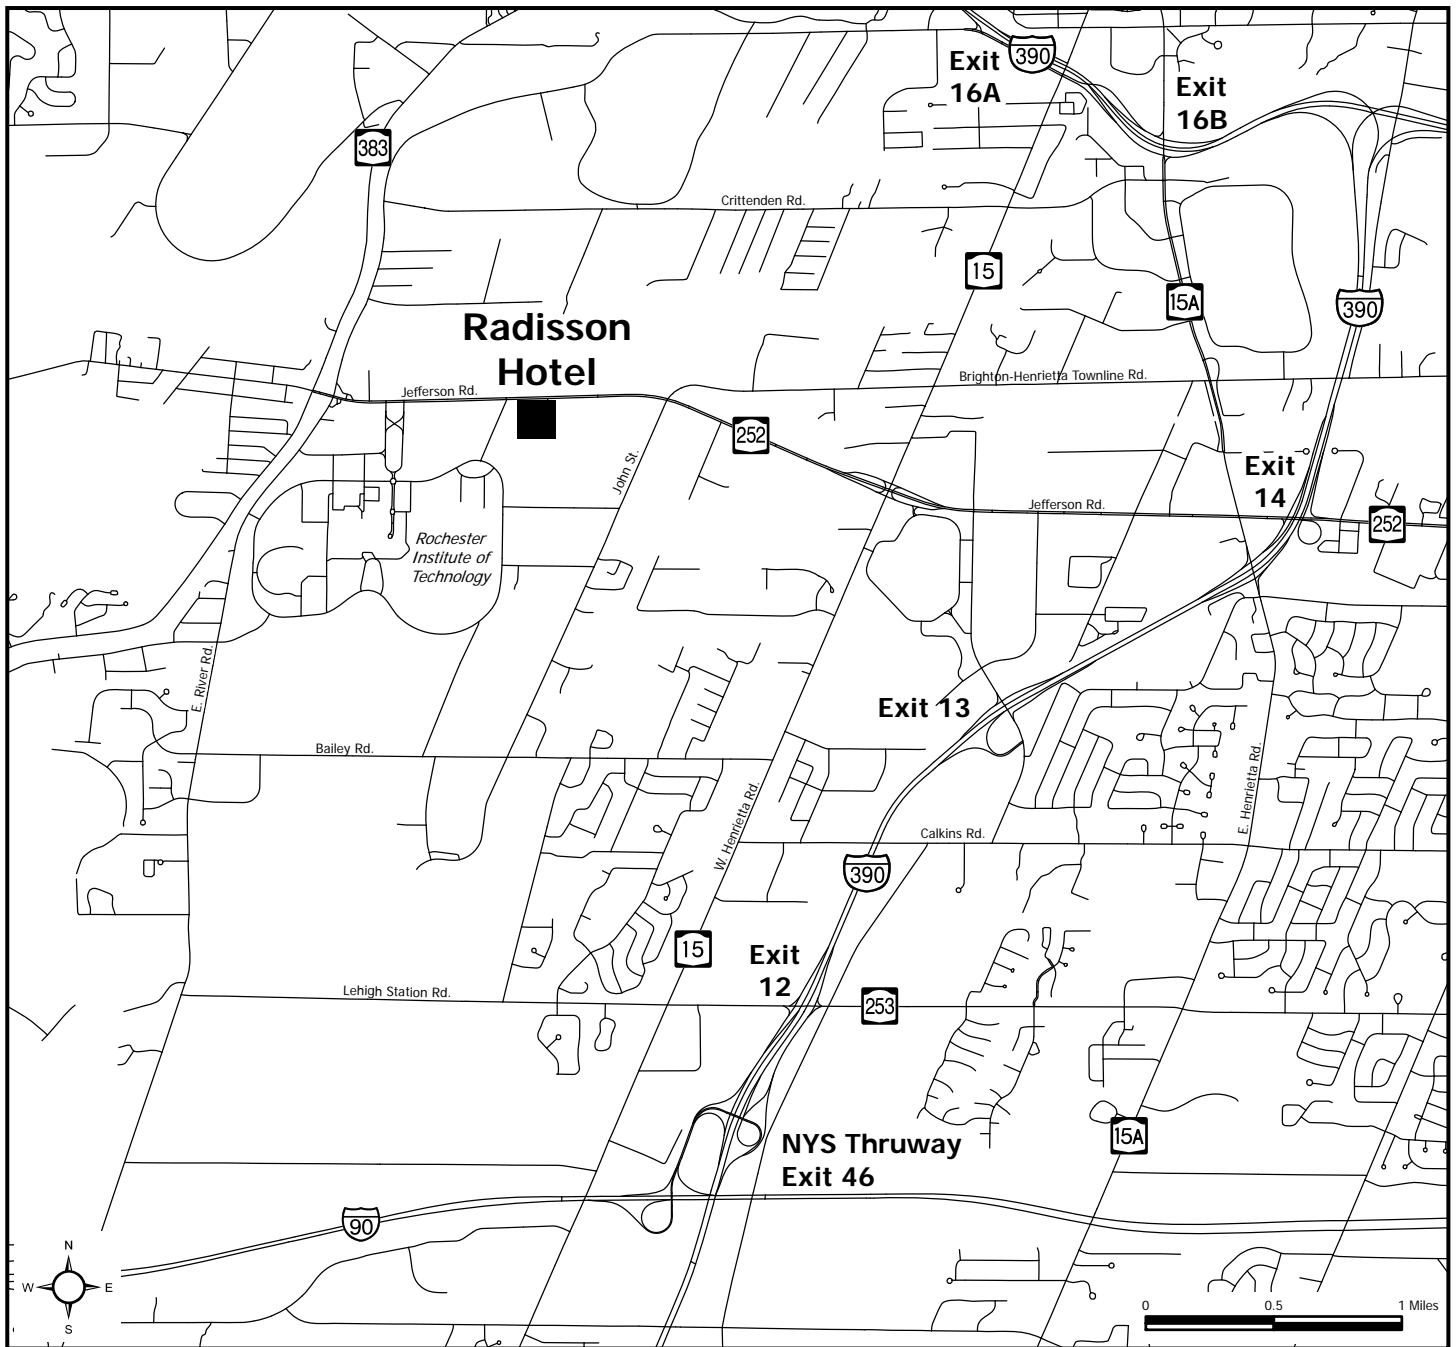 390
Exit
16A
Exit
16B
383
Crittenden Rd.
15
15A
390
Radisson
Hotel
Brighton-Henrietta Townline Rd.
Jefferson Rd.
252
John St.
Exit
14
Jefferson Rd.
252
Rochester
Institute of
Technology
E. River Rd.
Exit 13
Bailey Rd.
W. Henrietta Rd.
E. Henrietta Rd.
Calkins Rd.
390
15
Exit
12
Lehigh Station Rd.
253
15A
NYS Thruway
Exit 46
90
N
W
E
S
0
0.5
1 Miles